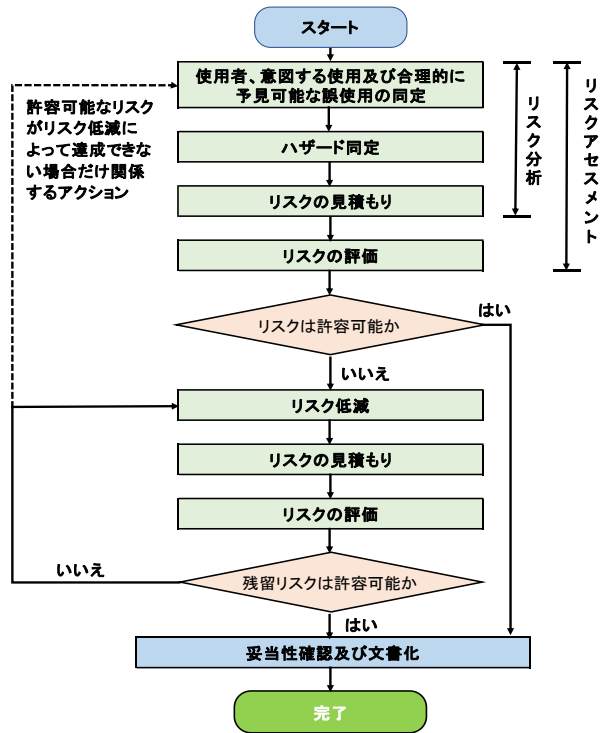 スタート
使用者、意図する使用及び合理的に
予見可能な誤使用の同定
ハザード同定
リスクの見積もり
リスクの評価
リスク分析
リスクアセスメント
許容可能なリスク
がリスク低減に
よって達成できな
い場合だけ関係
するアクション
リスクは許容可能か
はい
いいえ
リスク低減
リスクの見積もり
リスクの評価
残留リスクは許容可能か
いいえ
はい
妥当性確認及び文書化
完了